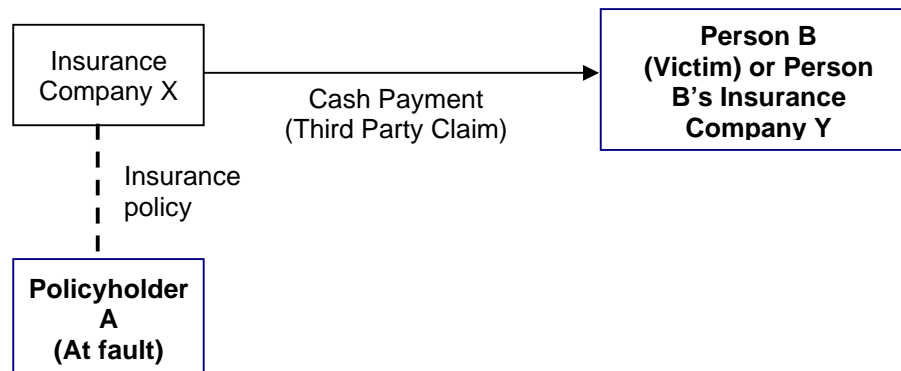 Insurance
Company X
Person B
(Victim) or Person
B's Insurance
Company Y
Cash Payment
(Third Party Claim)
Insurance
policy
Policyholder
A
(At fault)